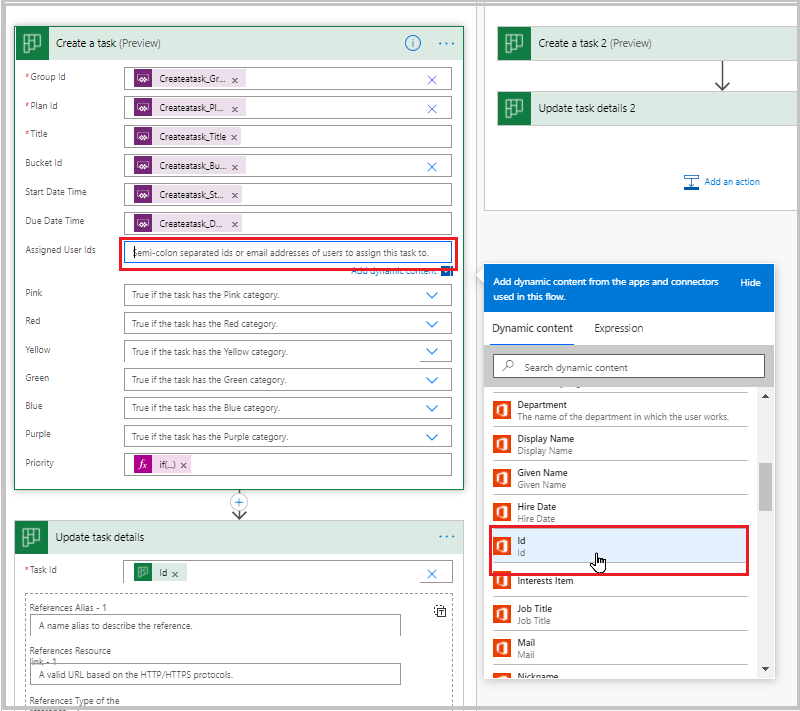 Create a task (Preview)
*Group Id
Createatask_Gr...
*Plan Id
Createatask_Pl...
*Title
Createatask_Title
Bucket Id
Createatask_Bu...
Start Date Time
Createatask_St...
Due Date Time
Createatask_D...
Assigned User Ids
Semi-colon separated ids or email addresses of users to assign this task to.
Add dynamic content
Pink
True if the task has the Pink category.
Red
True if the task has the Red category.
Yellow
True if the task has the Yellow category.
Green
True if the task has the Green category.
Blue
True if the task has the Blue category.
Purple
True if the task has the Purple category.
Priority
fx if(...)
Update task details
*Task Id
Id
References Alias - 1
A name alias to describe the reference.
References Resource
link - 1
A valid URL based on the HTTP/HTTPS protocols.
References Type of the
Create a task 2 (Preview)
Update task details 2
Add an action
Add dynamic content from the apps and connectors
used in this flow.
Hide
Dynamic content
Expression
Search dynamic content
Department
The name of the department in which the user works.
Display Name
Display Name
Given Name
Given Name
Hire Date
Hire Date
Id
Id
Interests Item
Job Title
Job Title
Mail
Mail
Nickname